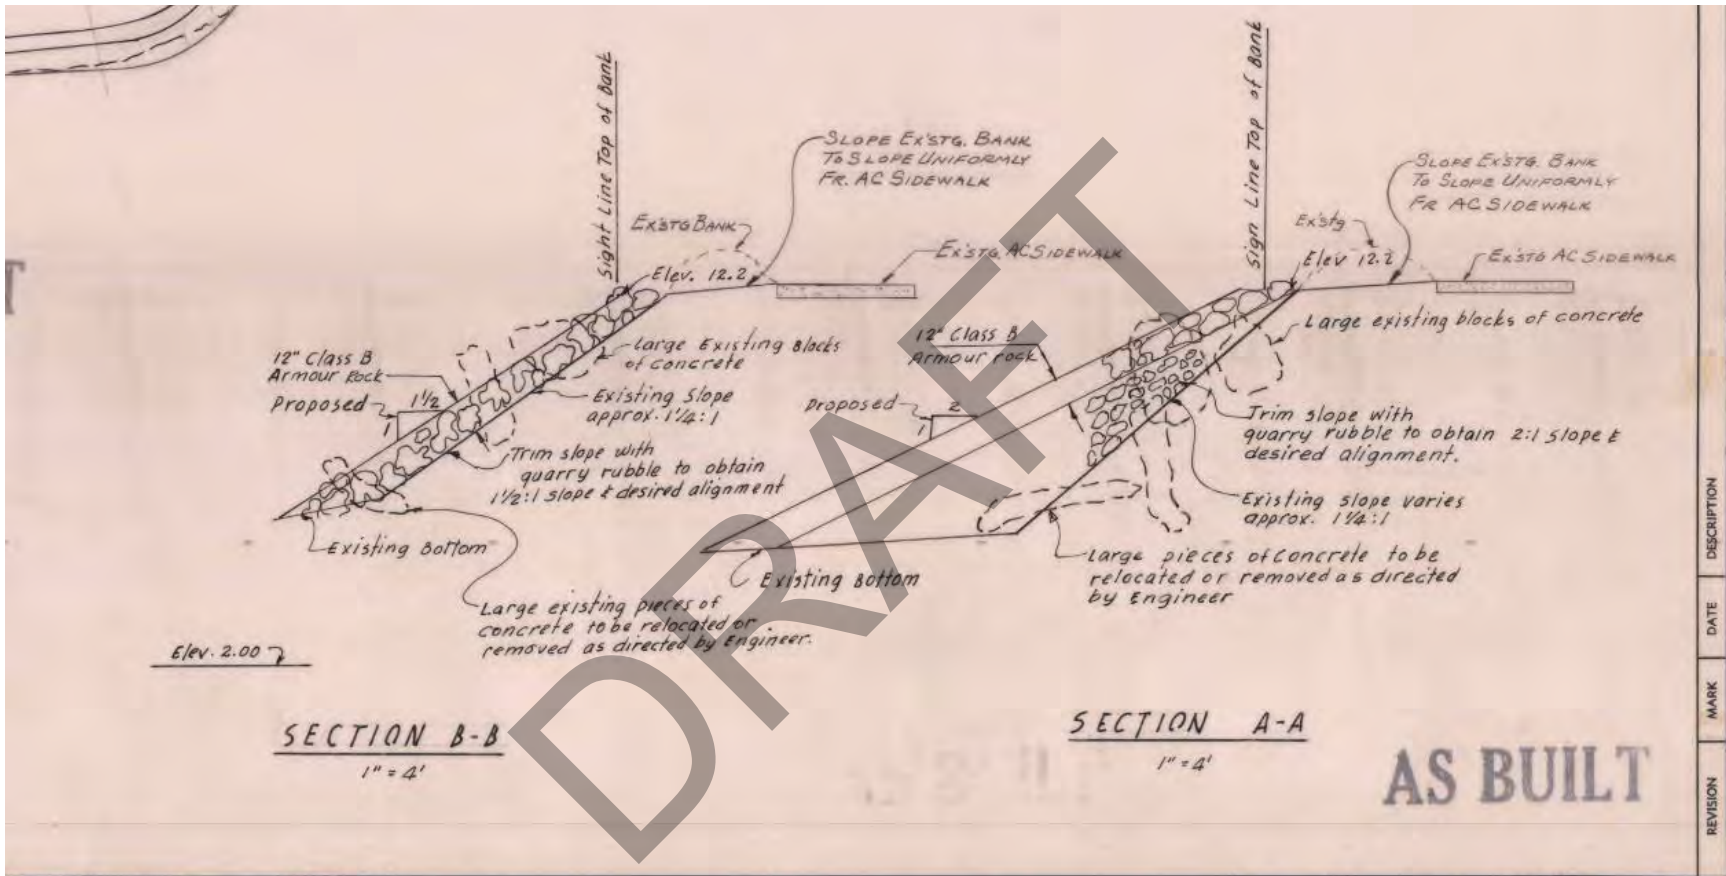 Sight Line Top of Bank
SLOPE EX'STG. BANK
TO SLOPE UNIFORMLY
FR. AC SIDEWALK
EX'STG BANK
EX'STG. AC SIDEWALK
Elev. 12.2
12" Class B
Armour Rock
Proposed
1½
1
Large Existing Blocks
of concrete
Existing Slope
approx. 1¼:1
Trim slope with
quarry rubble to obtain
1½:1 slope & desired alignment
Existing Bottom
Large existing pieces of
concrete to be relocated or
removed as directed by Engineer.
Elev. 2.00
SECTION B-B
1" = 4'
Sign Line Top of Bank
SLOPE EX'STG. BANK
TO SLOPE UNIFORMLY
FR AC SIDEWALK
Ex'stg
EX'STG AC SIDEWALK
Elev 12.2
12" Class B
Armour rock
Proposed
2
1
Large existing blocks of concrete
Trim slope with
quarry rubble to obtain 2:1 slope &
desired alignment.
Existing slope varies
approx. 1¼:1
Large pieces of concrete to be
relocated or removed as directed
by Engineer
Existing Bottom
SECTION A-A
1" = 4'
AS BUILT
DRAFT
DESCRIPTION
DATE
MARK
REVISION